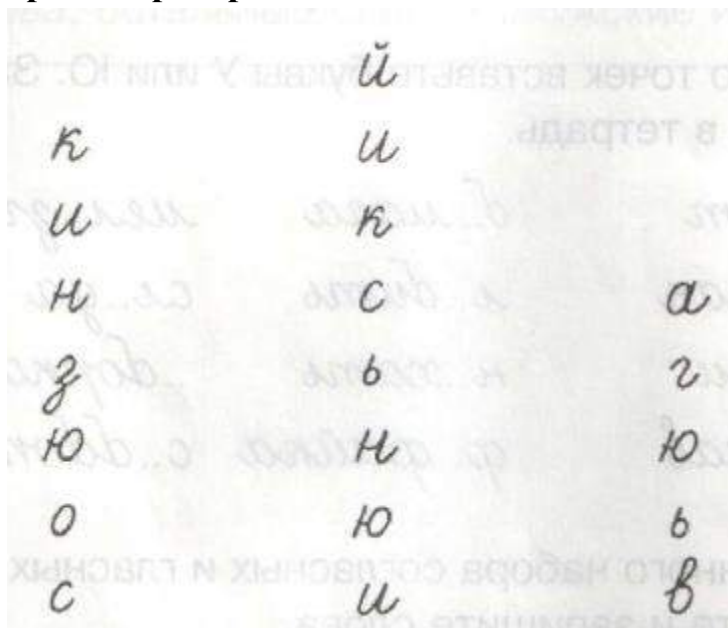 й
к и
и к
н с а
з ь г
ю н ю
о ю ь
с и в